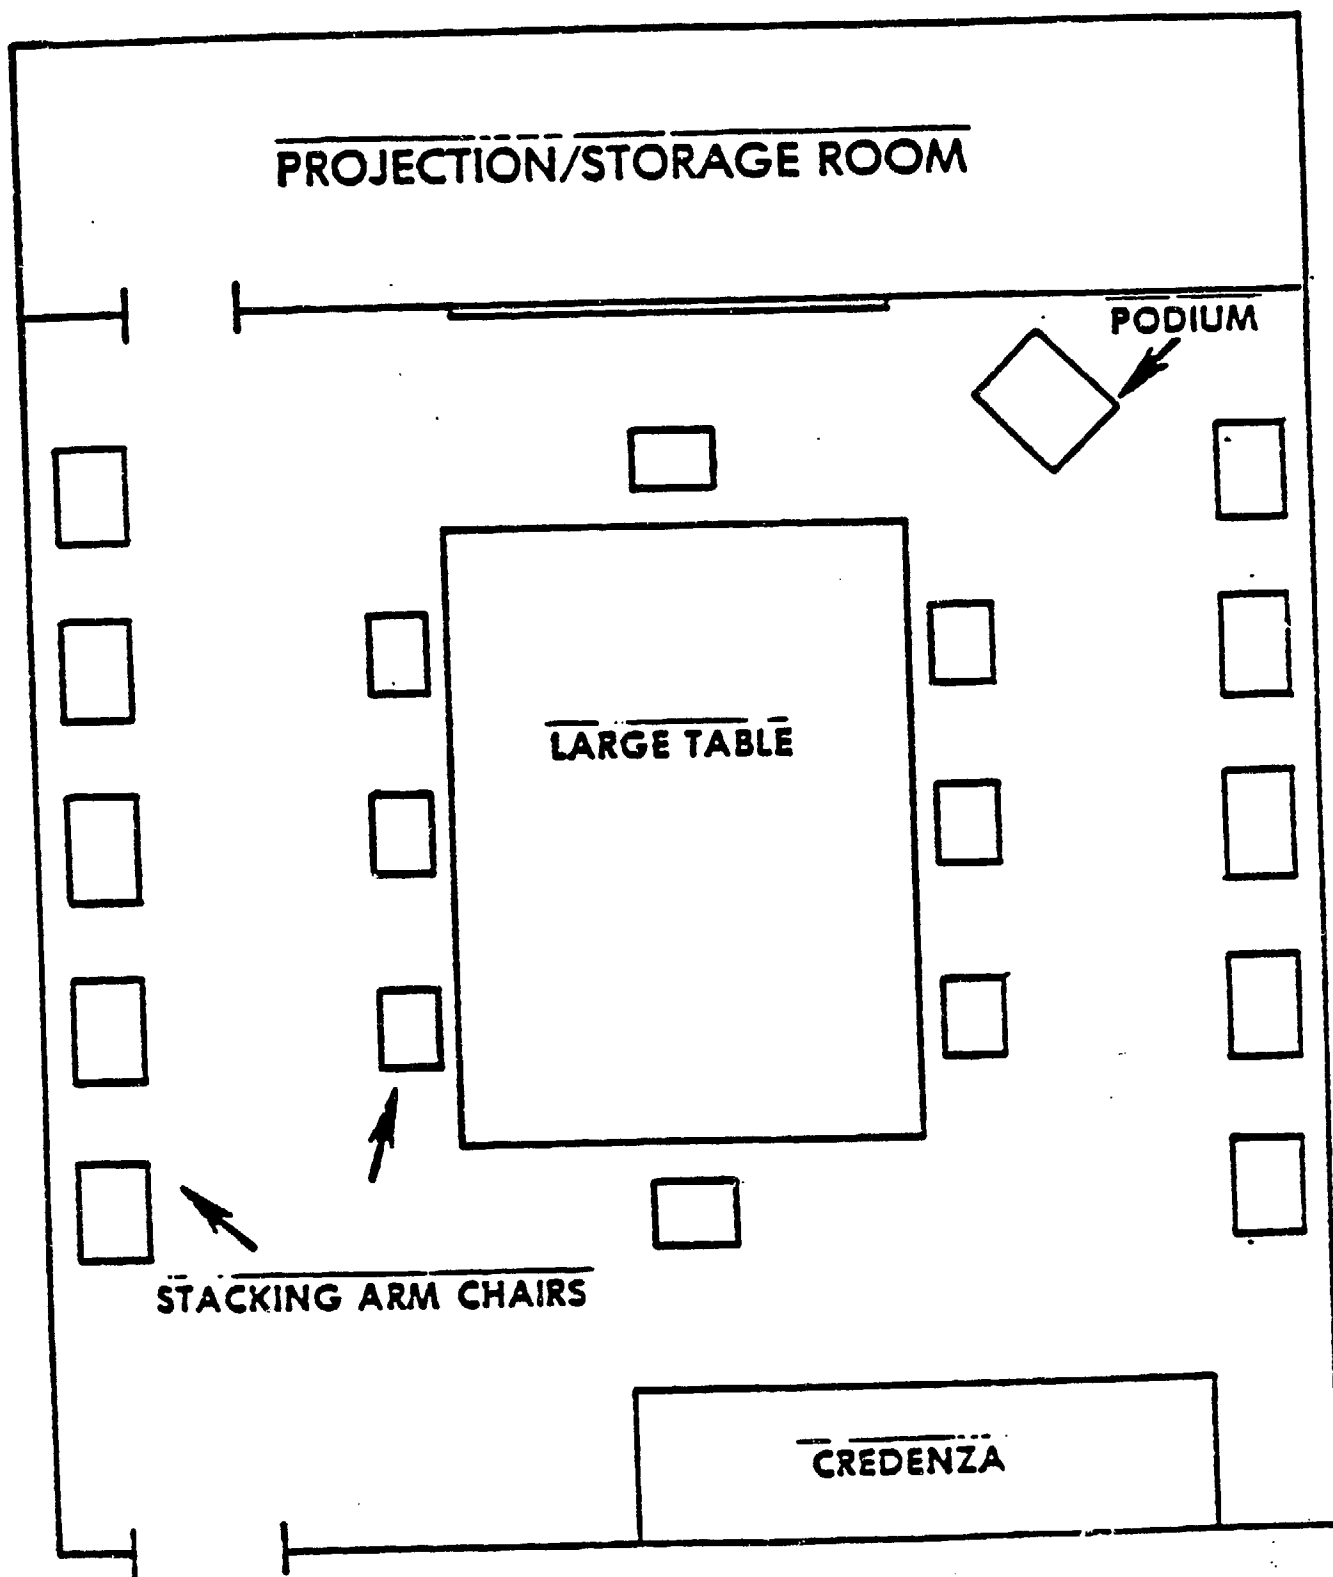 PROJECTION/STORAGE ROOM
PODIUM
LARGE TABLE
STACKING ARM CHAIRS
CREDENZA